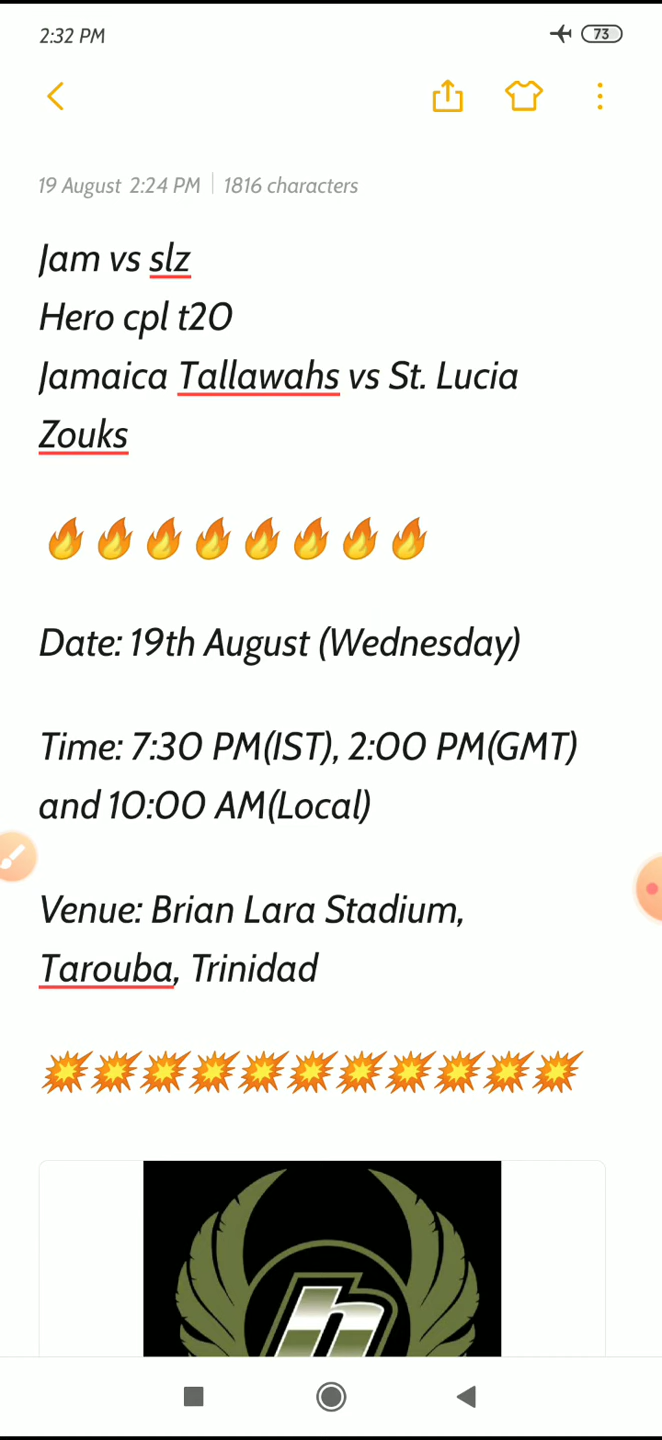 2:32 PM
73
19 August 2:24 PM | 1816 characters
Jam vs slz
Hero cpl t20
Jamaica Tallawahs vs St. Lucia
Zouks
🔥🔥🔥🔥🔥🔥🔥🔥
Date: 19th August (Wednesday)
Time: 7:30 PM(IST), 2:00 PM(GMT)
and 10:00 AM(Local)
Venue: Brian Lara Stadium,
Tarouba, Trinidad
💥💥💥💥💥💥💥💥💥💥💥
h